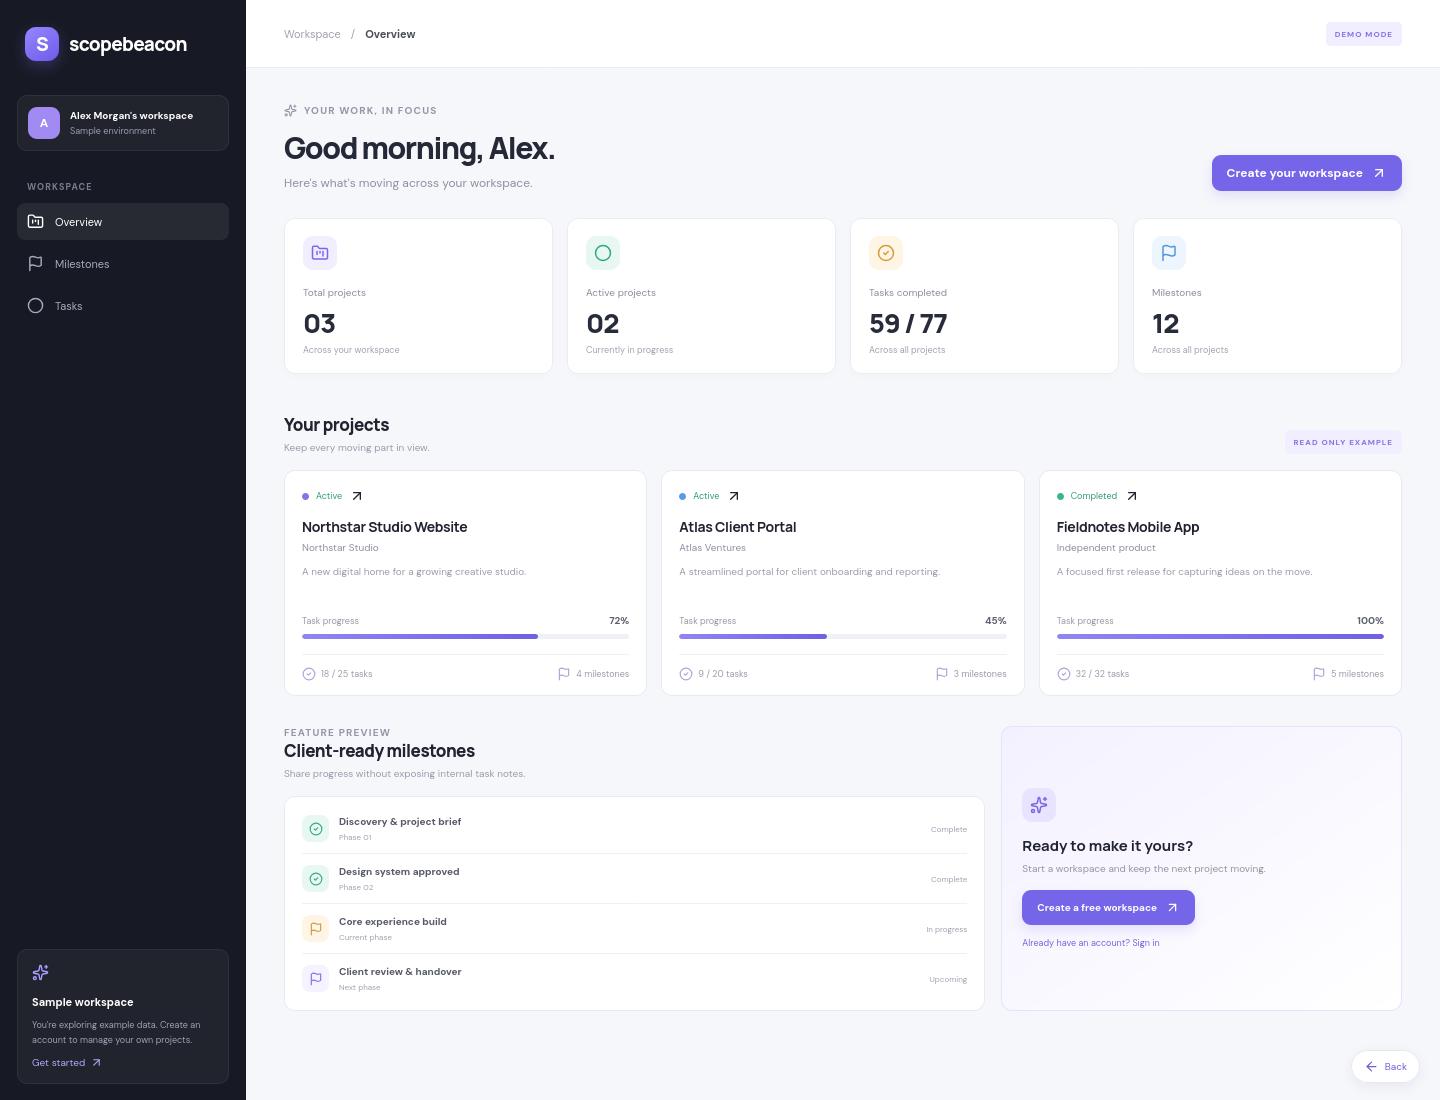 S
scopebeacon
A
Alex Morgan's workspace
Sample environment
WORKSPACE
Overview
Milestones
Tasks
Sample workspace
You're exploring example data. Create an
account to manage your own projects.
Get started
Workspace / Overview
DEMO MODE
YOUR WORK, IN FOCUS
Good morning, Alex.
Here's what's moving across your workspace.
Create your workspace
Total projects
03
Across your workspace
Active projects
02
Currently in progress
Tasks completed
59 / 77
Across all projects
Milestones
12
Across all projects
Your projects
Keep every moving part in view.
READ ONLY EXAMPLE
Active
Northstar Studio Website
Northstar Studio
A new digital home for a growing creative studio.
Task progress 72%
18 / 25 tasks 4 milestones
Active
Atlas Client Portal
Atlas Ventures
A streamlined portal for client onboarding and reporting.
Task progress 45%
9 / 20 tasks 3 milestones
Completed
Fieldnotes Mobile App
Independent product
A focused first release for capturing ideas on the move.
Task progress 100%
32 / 32 tasks 5 milestones
FEATURE PREVIEW
Client-ready milestones
Share progress without exposing internal task notes.
Discovery & project brief
Phase 01
Complete
Design system approved
Phase 02
Complete
Core experience build
Current phase
In progress
Client review & handover
Next phase
Upcoming
Ready to make it yours?
Start a workspace and keep the next project moving.
Create a free workspace
Already have an account? Sign in
Back